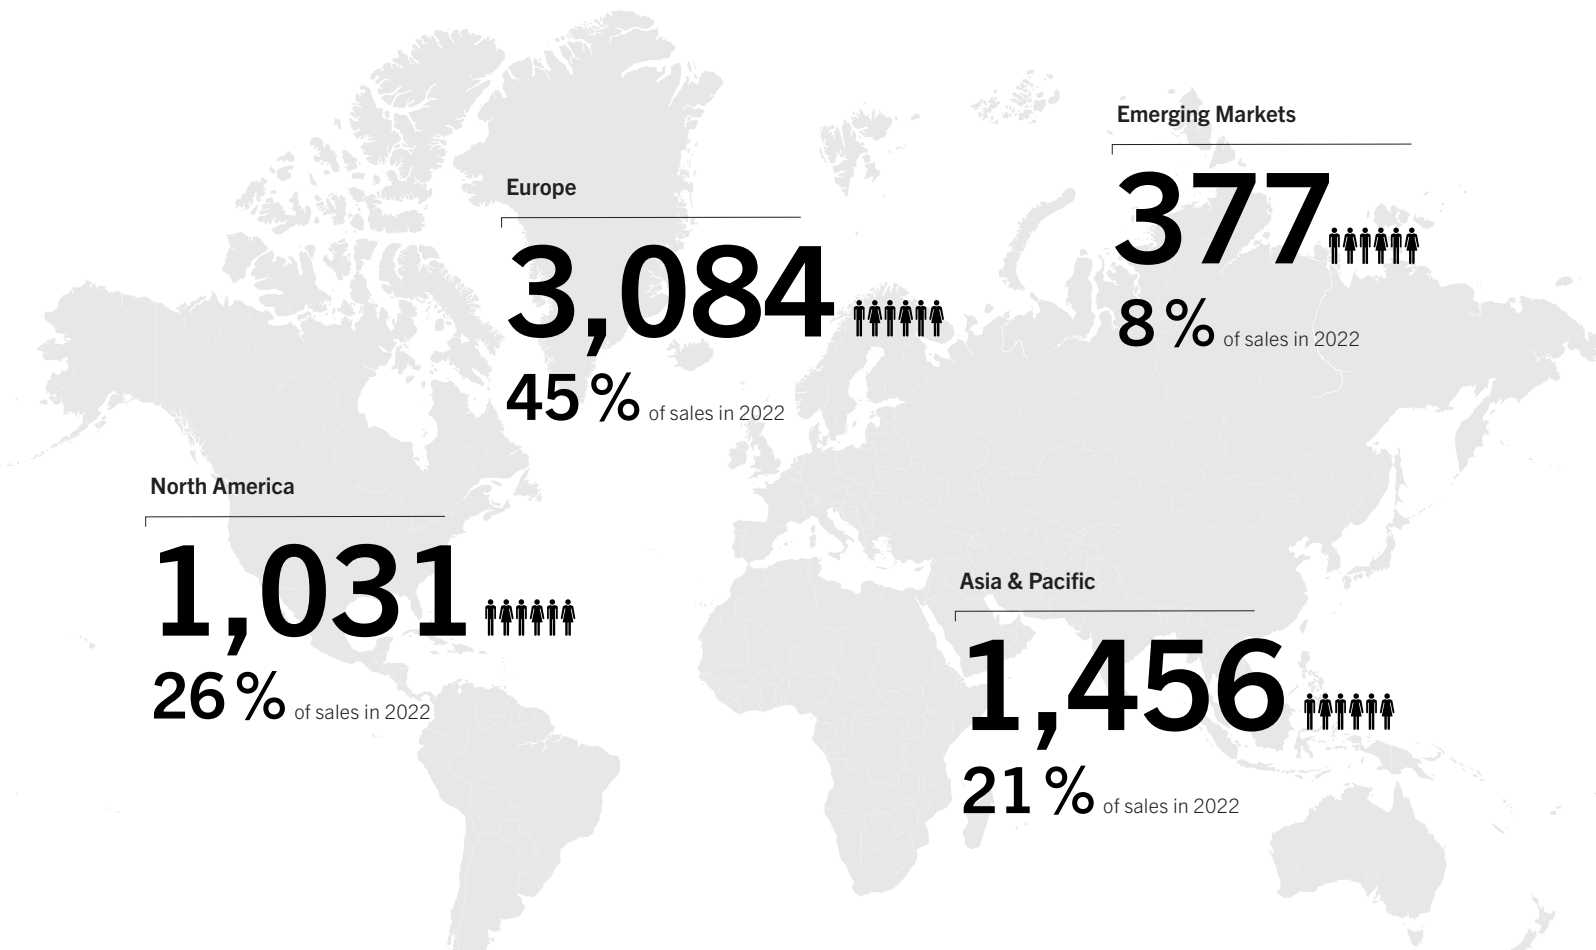 Emerging Markets
377
8 % of sales in 2022
Europe
3,084
45 % of sales in 2022
North America
1,031
26 % of sales in 2022
Asia & Pacific
1,456
21 % of sales in 2022